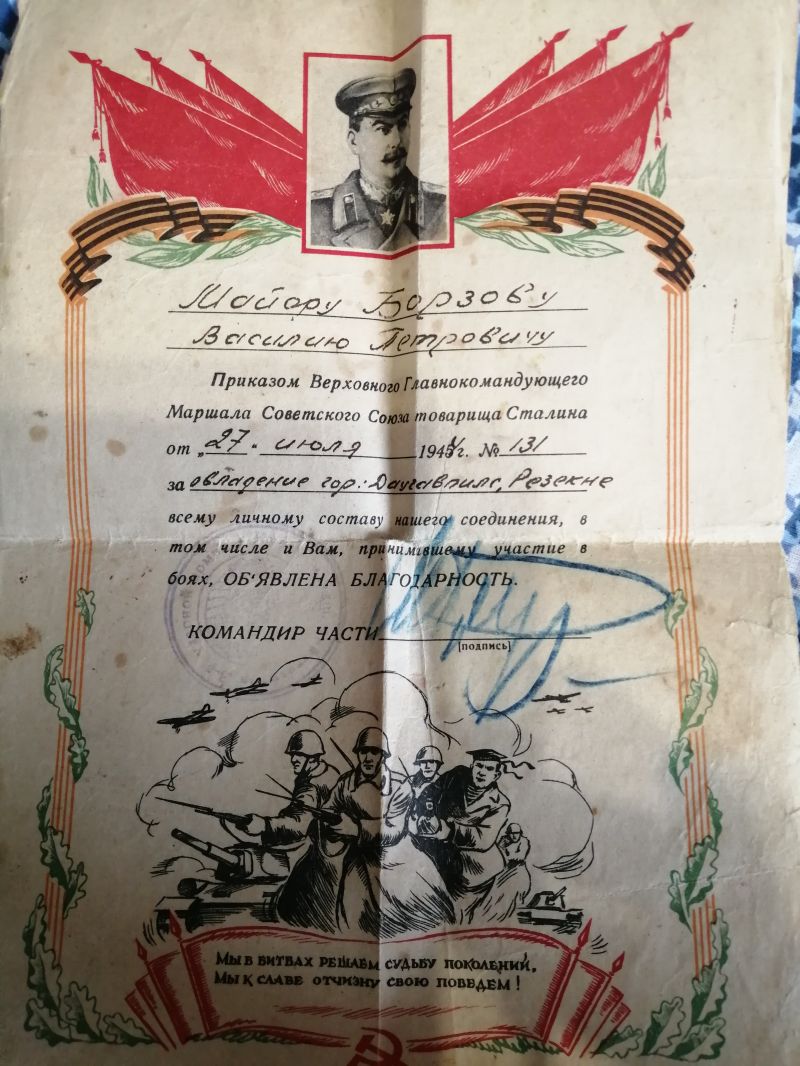 Майору Борзову
Василию Петровичу
Приказом Верховного Главнокомандующего
Маршала Советского Союза товарища Сталина
от „27“ июля 1944г. № 131
за овладение гор.: Даугавпилс, Резекне
всему личному составу нашего соединения, в
том числе и Вам, принимавшему участие в
боях, ОБ'ЯВЛЕНА БЛАГОДАРНОСТЬ.
КОМАНДИР ЧАСТИ
[подпись]
МЫ В БИТВАХ РЕШАЕМ СУДЬБУ ПОКОЛЕНИЙ,
МЫ К СЛАВЕ ОТЧИЗНУ СВОЮ ПОВЕДЕМ!